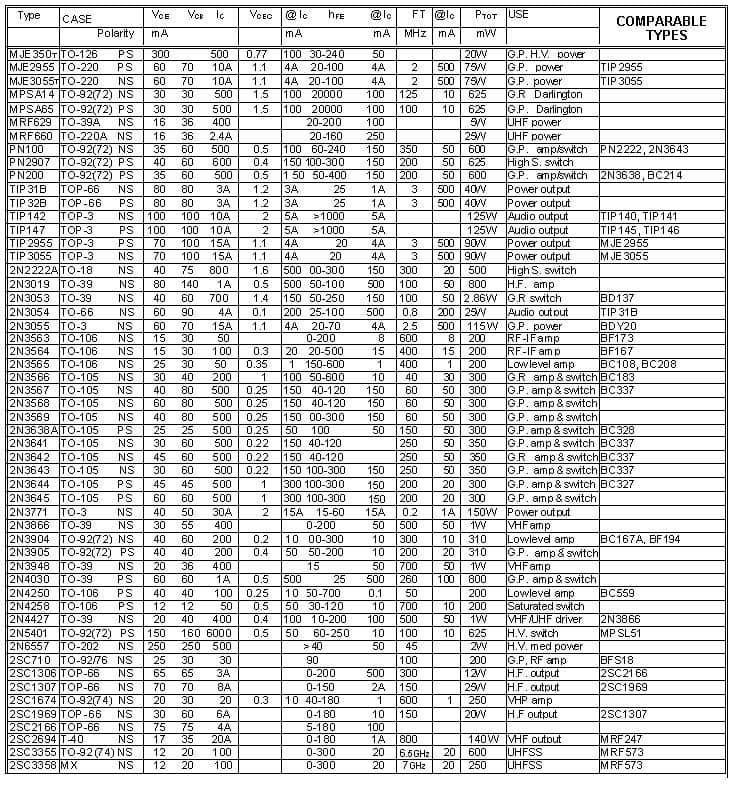 Type CASE VCE VCB IC VCEC @ IC hFE @ IC FT @IC PTOT USE COMPARABLE TYPES
Polarity mA mA mA MHz mA mW
MJE350T TO-126 PS 300 500 0.77 100 30-240 50 20W G.P. H.V. power
MJE2955 TO-220 PS 60 70 10A 1.1 4A 20-100 4A 2 500 75W G.P. power TIP2955
MJE3055T TO-220 NS 60 70 10A 1.1 4A 20-100 4A 2 500 75W G.P. power TIP3055
MPSA14 TO-92(72) NS 30 30 500 1.5 100 20000 100 125 10 625 G.R Darlington
MPSA65 TO-92(72) PS 30 30 500 1.5 100 20000 100 100 10 625 G.P. Darlington
MRF629 TO-39A NS 16 36 400 20-200 100 5W UHF power
MRF660 TO-220A NS 16 36 2.4A 20-160 250 25W UHF power
PN100 TO-92(72) NS 35 60 500 0.5 100 60-240 150 350 50 600 G.P. amp/switch PN2222, 2N3643
PN2907 TO-92(72) PS 40 60 600 0.4 150 100-300 150 200 50 625 High S. switch
PN200 TO-92(72) PS 35 60 500 0.5 1 50 50-400 150 200 50 600 G.P. amp/switch 2N3638, BC214
TIP31B TOP-66 NS 80 80 3A 1.2 3A 25 1A 3 500 40W Power output
TIP32B TOP-66 PS 80 80 3A 1.2 3A 25 1A 3 500 40W Power output
TIP142 TOP-3 NS 100 100 10A 2 5A >1000 5A 125W Audio output TIP140, TIP141
TIP147 TOP-3 PS 100 100 10A 2 5A >1000 5A 125W Audio output TIP145, TIP146
TIP2955 TOP-3 PS 70 100 15A 1.1 4A 20 4A 3 500 90W Power output MJE2955
TIP3055 TOP-3 NS 70 100 15A 1.1 4A 20 4A 3 500 90W Power output MJE3055
2N2222A TO-18 NS 40 75 800 1.6 500 00-300 150 300 20 500 High S. switch
2N3019 TO-39 NS 80 140 1A 0.5 500 50-100 500 100 50 800 H.F. amp
2N3053 TO-39 NS 40 60 700 1.4 150 50-250 150 100 50 2.86W G.R switch BD137
2N3054 TO-66 NS 60 90 4A 0.1 200 25-100 500 0.8 200 25W Audio output TIP31B
2N3055 TO-3 NS 60 70 15A 1.1 4A 20-70 4A 2.5 500 115W G.P. power BDY20
2N3563 TO-106 NS 15 30 50 0-200 8 600 8 200 RF-IF amp BF173
2N3564 TO-106 NS 15 30 100 0.3 20 20-500 15 400 15 200 RF-IF amp BF167
2N3565 TO-106 NS 25 30 50 0.35 1 150-600 1 400 1 200 Low level amp BC108, BC208
2N3566 TO-105 NS 30 40 200 1 100 50-600 10 40 30 300 G.R amp & switch BC183
2N3567 TO-105 NS 40 80 500 0.25 150 40-120 150 60 50 300 G.P. amp & switch BC337
2N3568 TO-105 NS 60 80 500 0.25 150 40-120 150 60 50 300 G.P. amp & switch
2N3569 TO-105 NS 40 80 500 0.25 150 00-300 150 60 50 300 G.P. amp & switch
2N3638A TO-105 PS 25 25 500 0.25 50 100 50 150 50 300 G.P. amp & switch BC328
2N3641 TO-105 NS 30 60 500 0.22 150 40-120 250 50 350 G.P. amp & switch BC337
2N3642 TO-105 NS 45 60 500 0.22 150 40-120 250 50 350 G.R amp & switch BC337
2N3643 TO-105 NS 30 60 500 0.22 150 100-300 150 250 50 350 G.P. amp & switch BC337
2N3644 TO-105 PS 45 45 500 1 300 100-300 150 200 20 300 G.P. amp & switch BC327
2N3645 TO-105 PS 60 60 500 1 300 100-300 150 200 20 300 G.P. amp & switch
2N3771 TO-3 NS 40 50 30A 2 15A 15-60 15A 0.2 1A 150W Power output
2N3866 TO-39 NS 30 55 400 0-200 50 500 50 1W VHF amp
2N3904 TO-92(72) NS 40 60 200 0.2 10 00-300 10 300 10 310 Low level amp BC167A, BF194
2N3905 TO-92(72) PS 40 40 200 0.4 50 50-200 10 200 20 310 G.P. amp & switch
2N3948 TO-39 NS 20 36 400 15 50 700 50 1W VHF amp
2N4030 TO-39 PS 60 60 1A 0.5 500 25 500 260 100 800 G.P. amp & switch
2N4250 TO-106 PS 40 40 100 0.25 10 50-700 0.1 50 200 Low level amp BC559
2N4258 TO-106 PS 12 12 50 0.5 50 30-120 10 700 10 200 Saturated switch
2N4427 TO-39 NS 20 40 400 0.4 100 10-200 100 500 50 1W VHF/UHF driver 2N3866
2N5401 TO-92(72) PS 150 160 6000 0.5 50 60-250 10 100 10 625 H.V. switch MPSL51
2N6557 TO-202 NS 250 250 500 >40 50 45 2W H.V. med power
2SC710 TO-92/76 NS 25 30 30 90 100 200 G.P, RF amp BFS18
2SC1306 TOP-66 NS 65 65 3A 0-200 500 300 12W H.F. output 2SC2166
2SC1307 TOP-66 NS 70 70 8A 0-150 2A 150 25W H.F. output 2SC1969
2SC1674 TO-92(74) NS 20 30 20 0.3 10 40-180 1 600 1 250 VHP amp
2SC1969 TOP-66 NS 30 60 6A 0-180 10 150 20W H.F output 2SC1307
2SC2166 TOP-66 NS 75 75 4A 5-180 100
2SC2694 T-40 NS 17 35 20A 0-180 1A 800 140W VHF output MRF247
2SC3355 TO-92(74) NS 12 20 100 0-300 20 6.5GHz 20 600 UHFSS MRF573
2SC3358 MX NS 12 20 100 0-300 20 7GHz 20 250 UHFSS MRF573